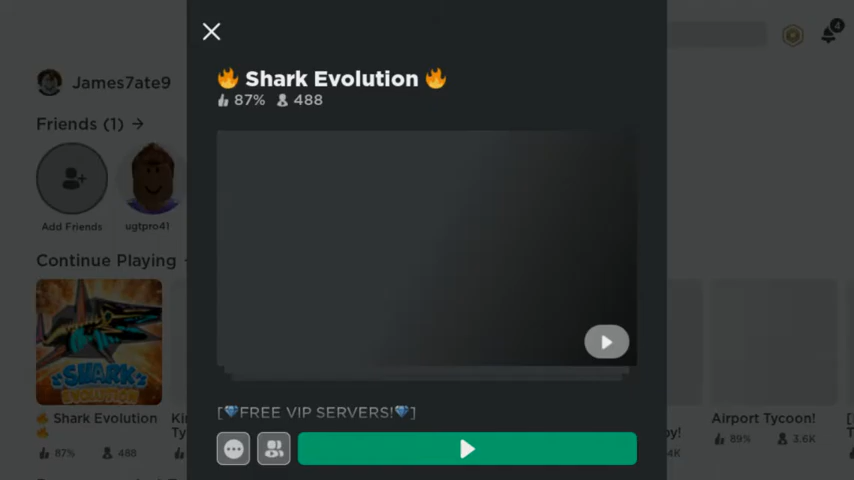 4
James7ate9
Friends (1) →
Add Friends
ugtpro41
Continue Playing
SHARK
EVOLUTION
🔥 Shark Evolution
🔥
87% 488
Airport Tycoon!
89% 3.6K
🔥 Shark Evolution 🔥
87% 488
[💎FREE VIP SERVERS!💎]